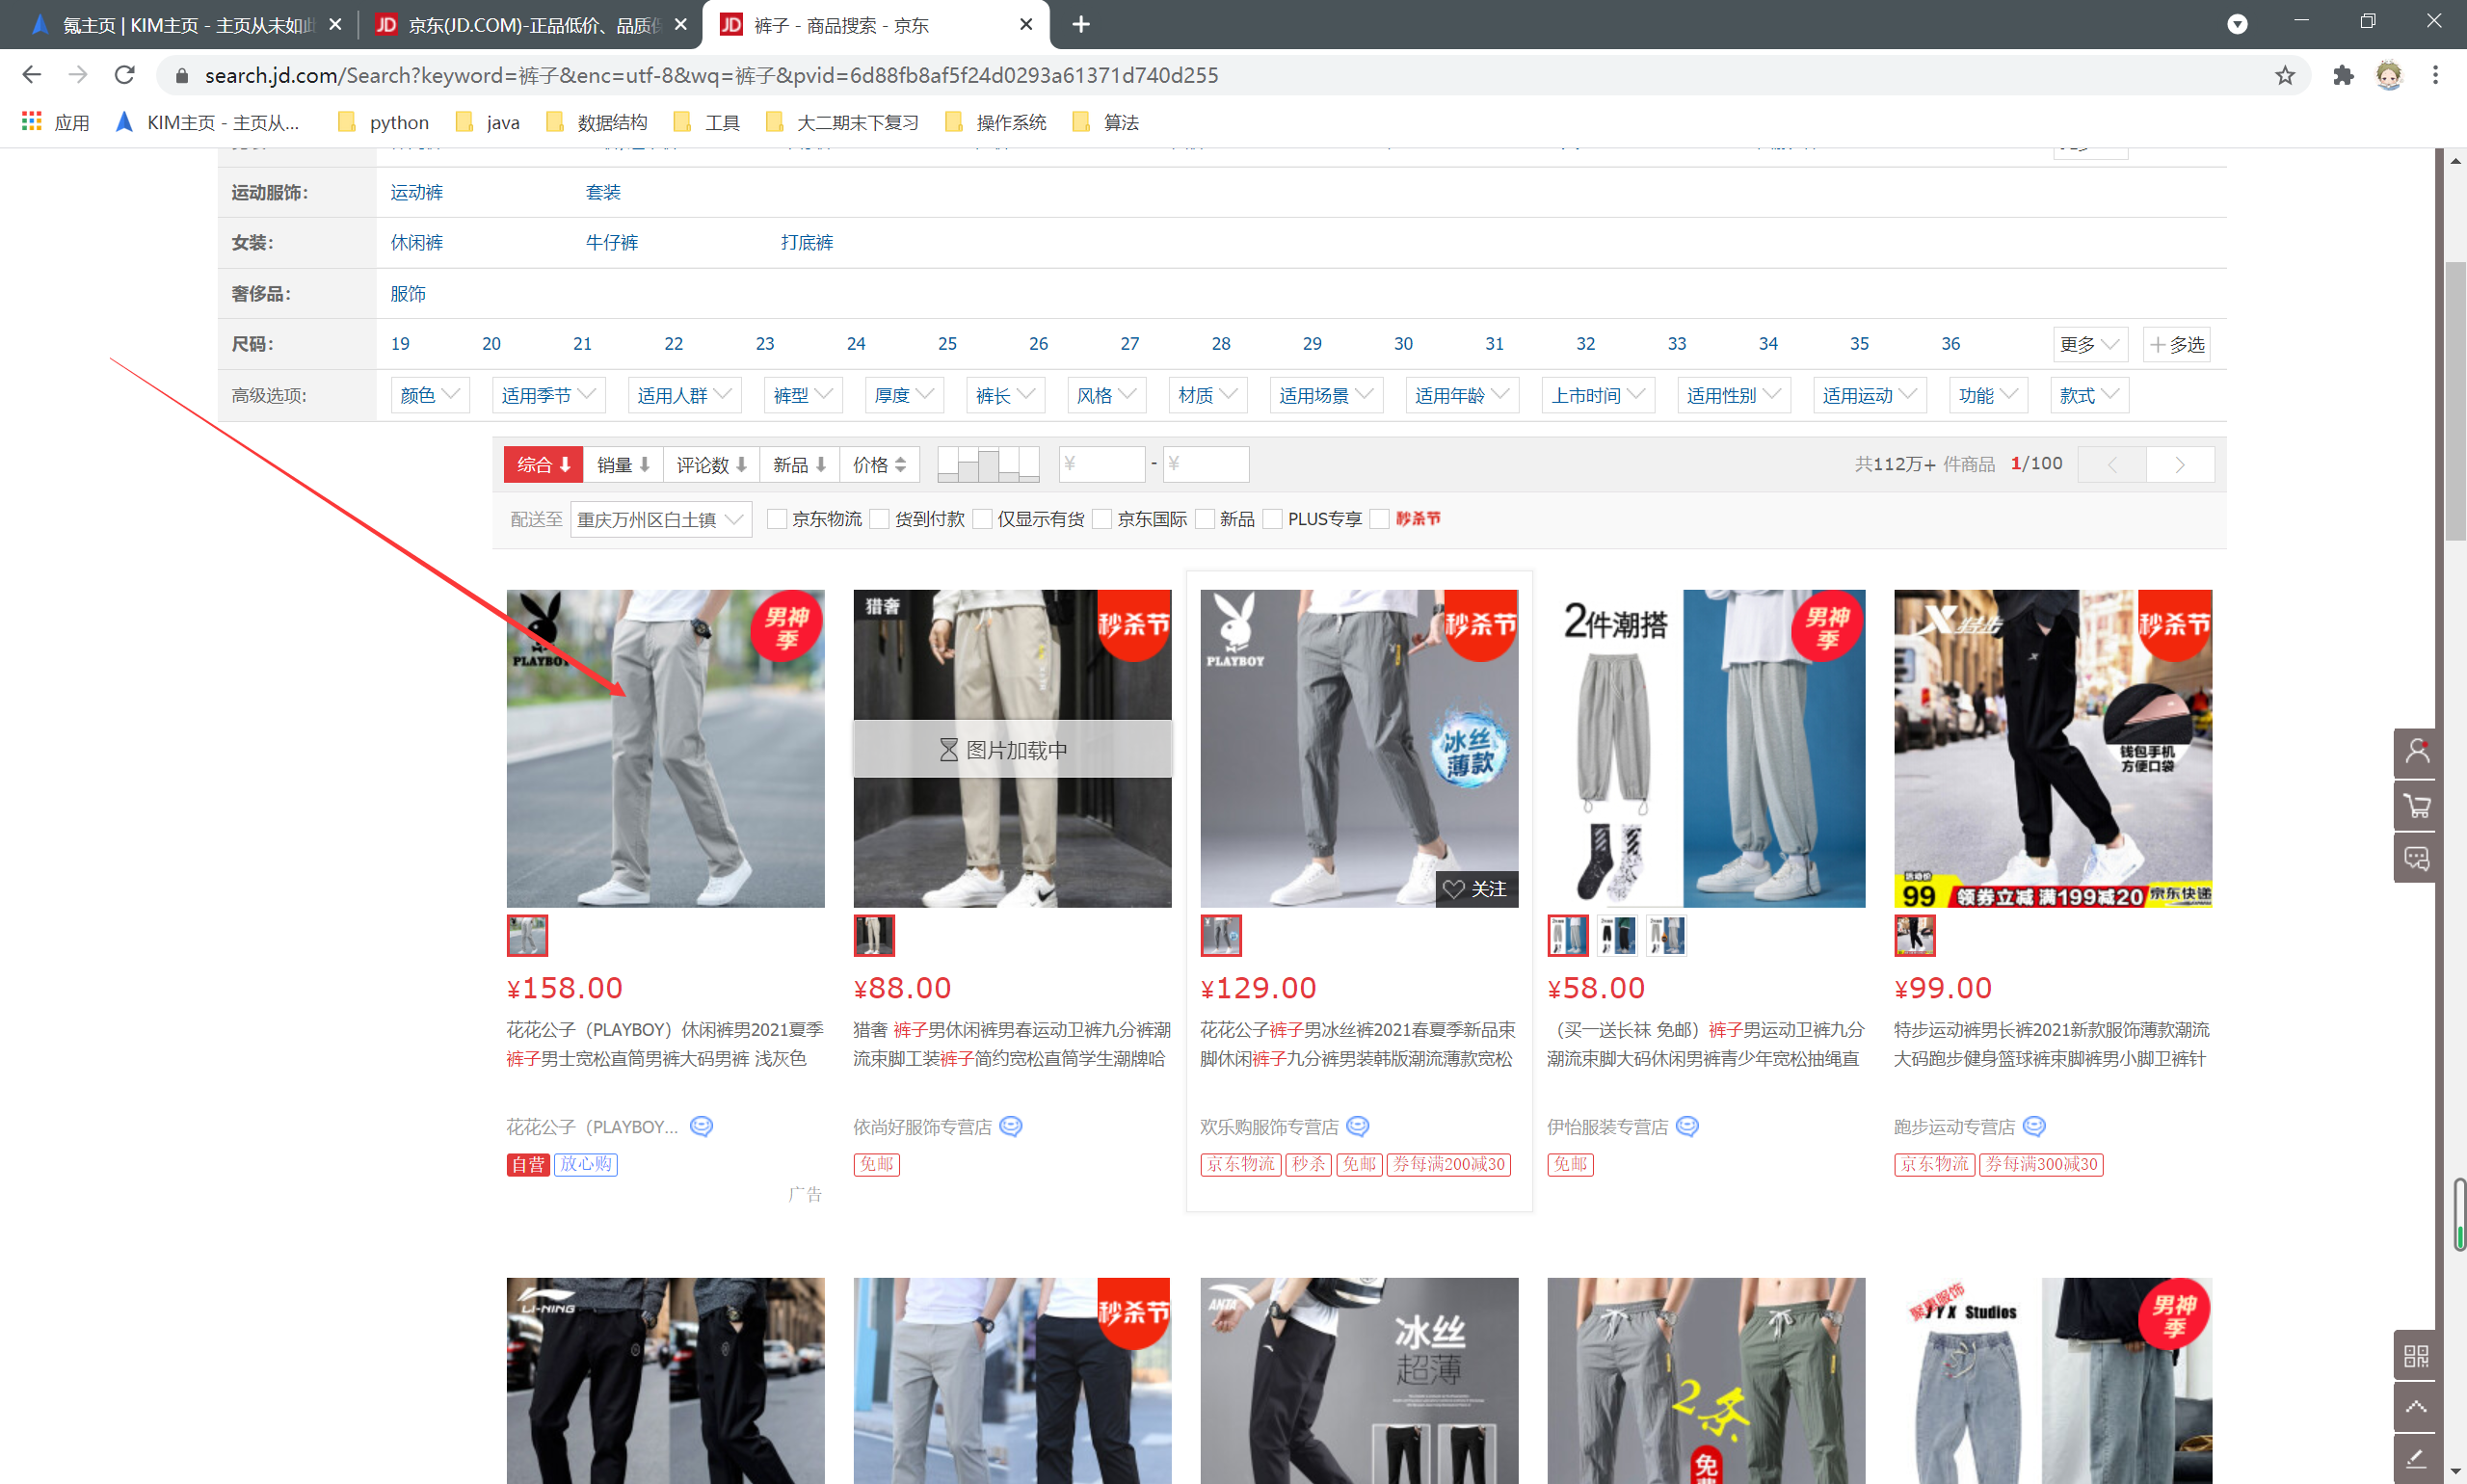 氪主页 | KIM主页 - 主页从未如此
京东(JD.COM)-正品低价、品质保
裤子 - 商品搜索 - 京东
search.jd.com/Search?keyword=裤子&enc=utf-8&wq=裤子&pvid=6d88fb8af5f24d0293a61371d740d255
应用 KIM主页 - 主页从... python java 数据结构 工具 大二期末下复习 操作系统 算法
运动服饰: 运动裤 套装
女装: 休闲裤 牛仔裤 打底裤
奢侈品: 服饰
尺码: 19 20 21 22 23 24 25 26 27 28 29 30 31 32 33 34 35 36 更多 多选
高级选项: 颜色 适用季节 适用人群 裤型 厚度 裤长 风格 材质 适用场景 适用年龄 上市时间 适用性别 适用运动 功能 款式
综合 销量 评论数 新品 价格 ¥ - ¥ 共112万+ 件商品 1/100
配送至 重庆万州区白土镇 京东物流 货到付款 仅显示有货 京东国际 新品 PLUS专享 秒杀节
PLAYBOY
男神季
猎奢
秒杀节
图片加载中
PLAYBOY
秒杀节
冰丝
薄款
关注
2件潮搭
男神季
特步
秒杀节
钱包手机
方便口袋
活动价
99 领券立减 满199减20 京东快递
¥158.00
花花公子（PLAYBOY）休闲裤男2021夏季
裤子男士宽松直筒男裤大码男裤 浅灰色
花花公子（PLAYBOY...
自营 放心购
广告
¥88.00
猎奢 裤子男休闲裤男春运动卫裤九分裤潮
流束脚工装裤子简约宽松直筒学生潮牌哈
依尚好服饰专营店
免邮
¥129.00
花花公子裤子男冰丝裤2021春夏季新品束
脚休闲裤子九分裤男装韩版潮流薄款宽松
欢乐购服饰专营店
京东物流 秒杀 免邮 券每满200减30
¥58.00
（买一送长袜 免邮）裤子男运动卫裤九分
潮流束脚大码休闲男裤青少年宽松抽绳直
伊怡服装专营店
免邮
¥99.00
特步运动裤男长裤2021新款服饰薄款潮流
大码跑步健身篮球裤束脚裤男小脚卫裤针
跑步运动专营店
京东物流 券每满300减30
LI-NING
秒杀节
ANTA
冰丝
超薄
2条
免
聚惠服饰
JYX Studios
男神季